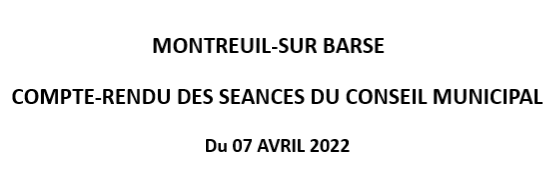 MONTREUIL-SUR BARSE
COMPTE-RENDU DES SEANCES DU CONSEIL MUNICIPAL
Du 07 AVRIL 2022